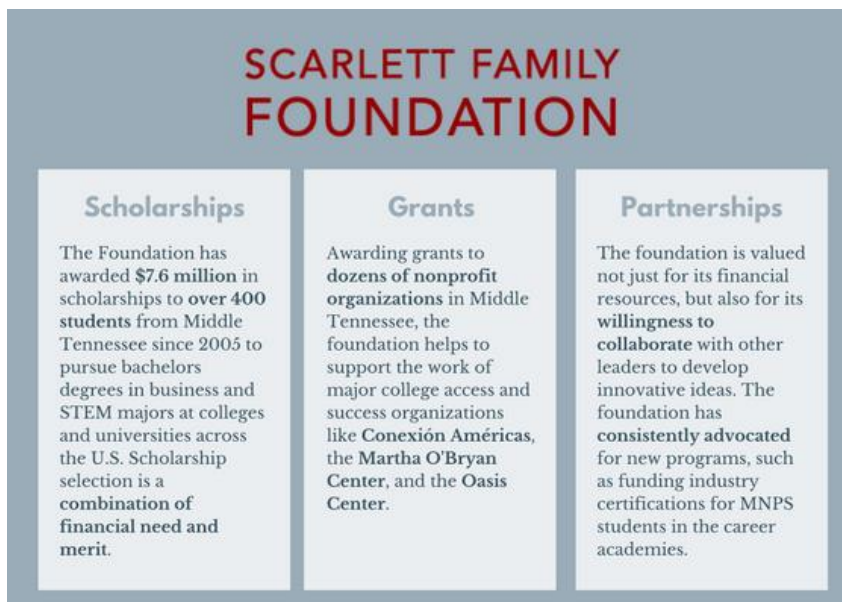 SCARLETT FAMILY
FOUNDATION
Scholarships
The Foundation has
awarded $7.6 million in
scholarships to over 400
students from Middle
Tennessee since 2005 to
pursue bachelors
degrees in business and
STEM majors at colleges
and universities across
the U.S. Scholarship
selection is a
combination of
financial need and
merit.
Grants
Awarding grants to
dozens of nonprofit
organizations in Middle
Tennessee, the
foundation helps to
support the work of
major college access and
success organizations
like Conexión Américas,
the Martha O'Bryan
Center, and the Oasis
Center.
Partnerships
The foundation is valued
not just for its financial
resources, but also for its
willingness to
collaborate with other
leaders to develop
innovative ideas. The
foundation has
consistently advocated
for new programs, such
as funding industry
certifications for MNPS
students in the career
academies.